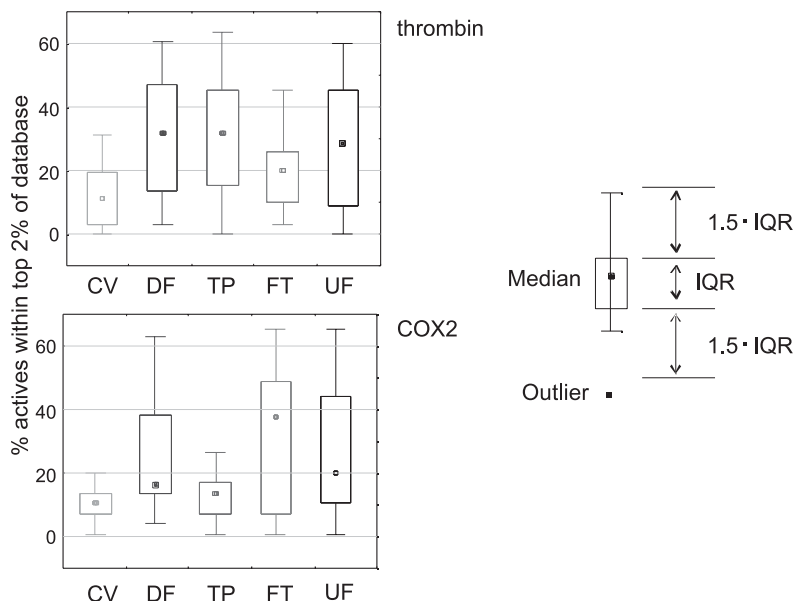 % actives within top 2% of database
thrombin
60
40
20
0
CV DF TP FT UF
COX2
60
40
20
0
CV DF TP FT UF
1.5 · IQR
Median
IQR
1.5 · IQR
Outlier